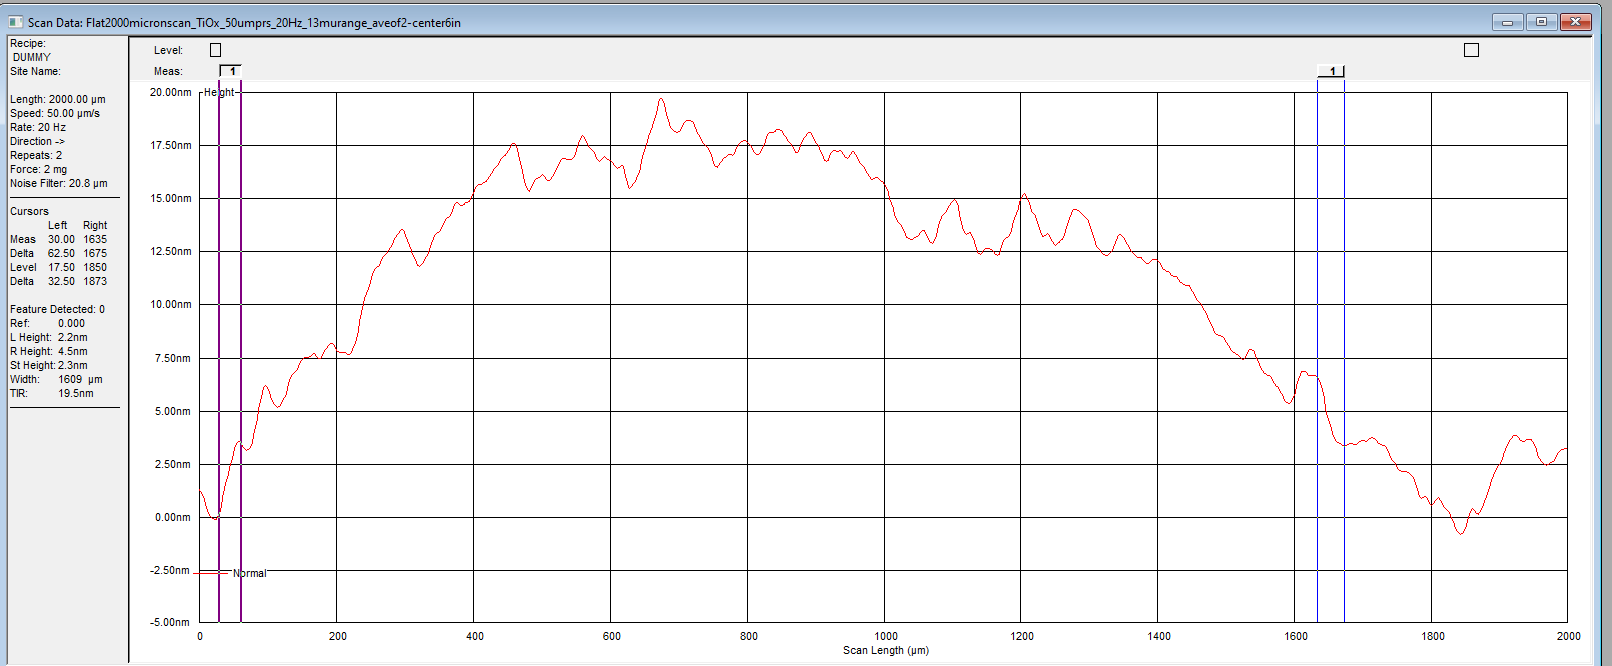 Scan Data: Flat2000micronscan_TiOx_50umprs_20Hz_13murange_aveof2-center6in
Recipe:
DUMMY
Site Name:
Length: 2000.00 µm
Speed: 50.00 µm/s
Rate: 20 Hz
Direction ->
Repeats: 2
Force: 2 mg
Noise Filter: 20.8 µm
Cursors
Left Right
Meas 30.00 1635
Delta 62.50 1675
Level 17.50 1850
Delta 32.50 1873
Feature Detected: 0
Ref: 0.000
L Height: 2.2nm
R Height: 4.5nm
St Height: 2.3nm
Width: 1609 µm
TIR: 19.5nm
Level:
Meas: 1 1
Height
20.00nm
17.50nm
15.00nm
12.50nm
10.00nm
7.50nm
5.00nm
2.50nm
0.00nm
-2.50nm Normal
-5.00nm
0 200 400 600 800 1000 1200 1400 1600 1800 2000
Scan Length (µm)